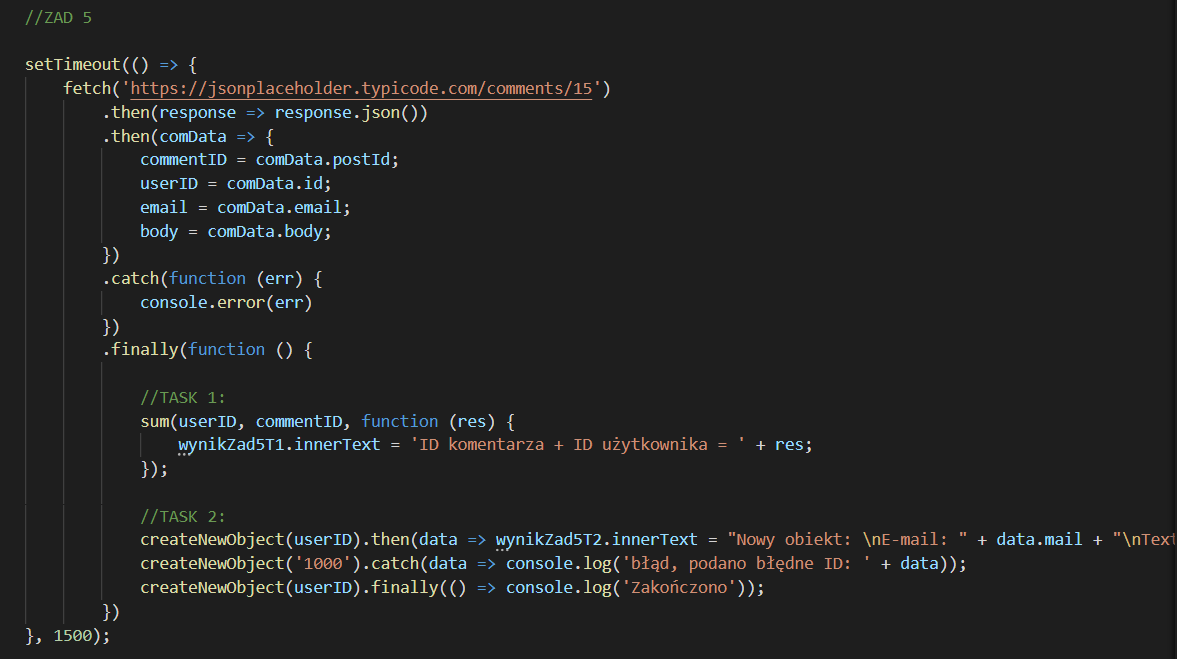 //ZAD 5
setTimeout(() => {
fetch('https://jsonplaceholder.typicode.com/comments/15')
.then(response => response.json())
.then(comData => {
commentID = comData.postId;
userID = comData.id;
email = comData.email;
body = comData.body;
})
.catch(function (err) {
console.error(err)
})
.finally(function () {
//TASK 1:
sum(userID, commentID, function (res) {
wynikZad5T1.innerText = 'ID komentarza + ID użytkownika = ' + res;
});
//TASK 2:
createNewObject(userID).then(data => wynikZad5T2.innerText = "Nowy obiekt: \nE-mail: " + data.mail + "\nText
createNewObject('1000').catch(data => console.log('błąd, podano błędne ID: ' + data));
createNewObject(userID).finally(() => console.log('Zakończono'));
})
}, 1500);